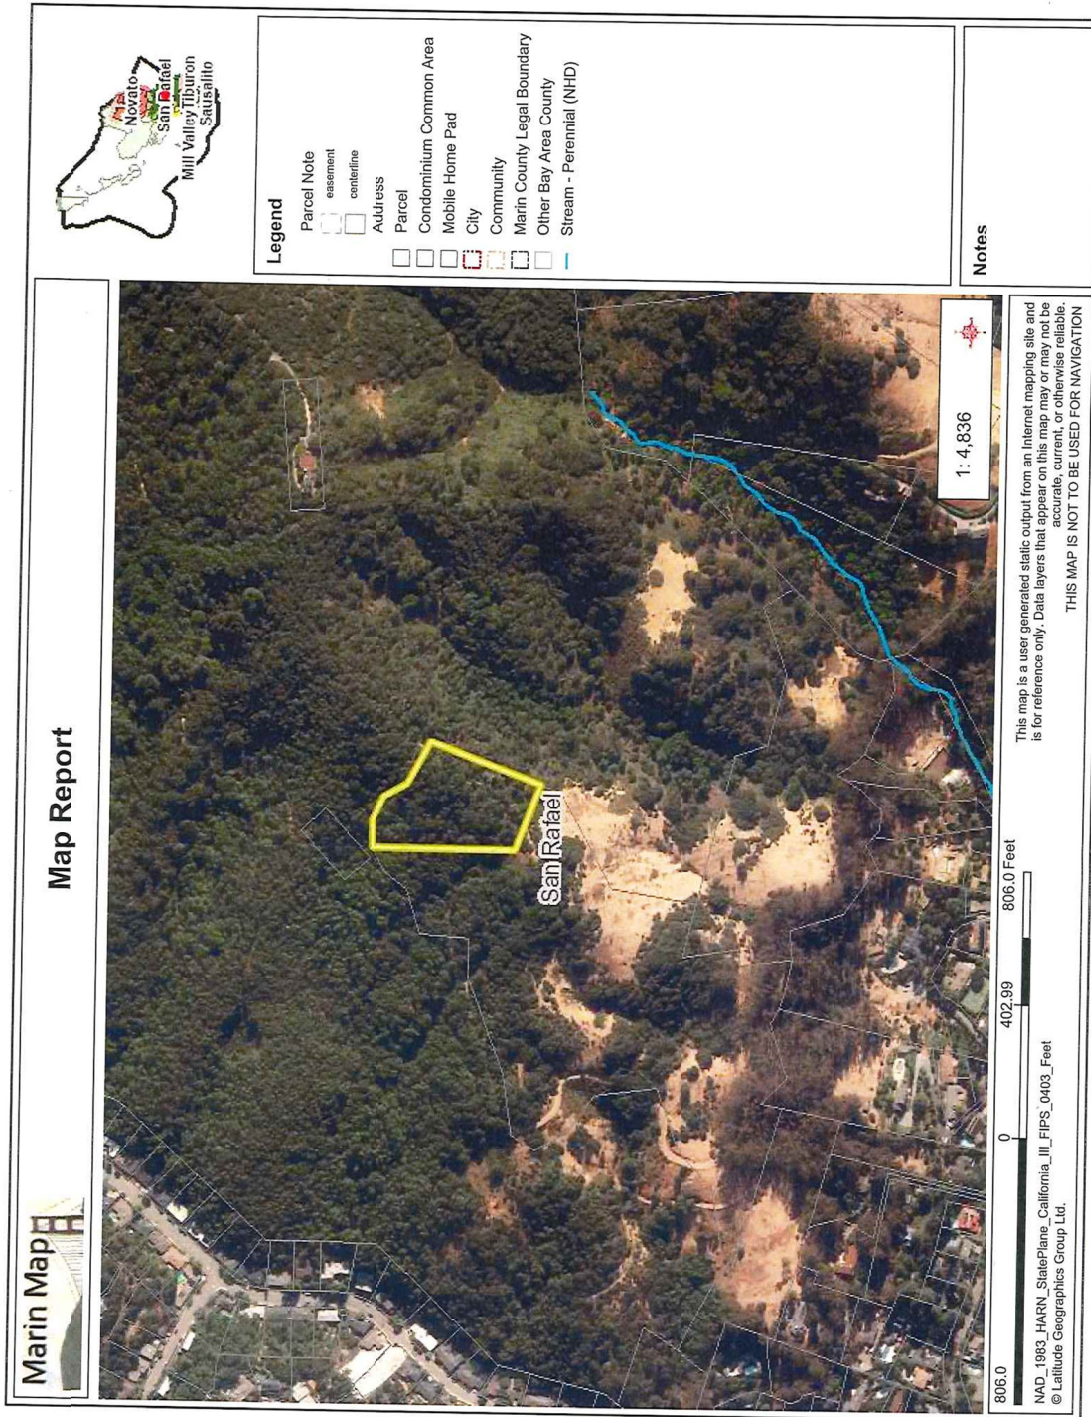 Marin Map
Map Report
Novato
San Rafael
Mill Valley Tiburon
Sausalito
Legend
Parcel Note
easement
centerline
Address
Parcel
Condominium Common Area
Mobile Home Pad
City
Community
Marin County Legal Boundary
Other Bay Area County
Stream - Perennial (NHD)
San Rafael
1: 4,836
Notes
806.0
0
402.99
806.0 Feet
NAD_1983_HARN_StatePlane_California_III_FIPS_0403_Feet
© Latitude Geographics Group Ltd.
This map is a user generated static output from an Internet mapping site and
is for reference only. Data layers that appear on this map may or may not be
accurate, current, or otherwise reliable.
THIS MAP IS NOT TO BE USED FOR NAVIGATION